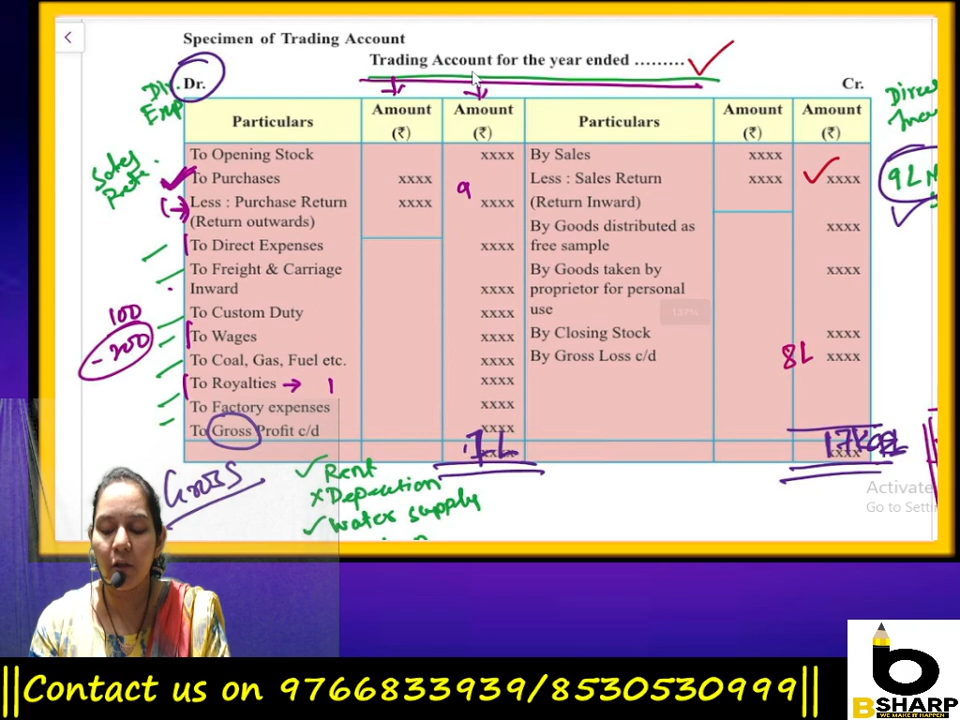 Specimen of Trading Account
Trading Account for the year ended .........
Dr. Cr.
Particulars Amount (₹) Amount (₹) Particulars Amount (₹) Amount (₹)
To Opening Stock xxxx By Sales xxxx
To Purchases xxxx Less : Sales Return xxxx xxxx
Less : Purchase Return xxxx xxxx (Return Inward)
(Return outwards) By Goods distributed as xxxx
To Direct Expenses xxxx free sample
To Freight & Carriage By Goods taken by xxxx
Inward xxxx proprietor for personal
To Custom Duty xxxx use
137%
To Wages xxxx By Closing Stock xxxx
To Coal, Gas, Fuel etc. xxxx By Gross Loss c/d 8L xxxx
To Royalties xxxx
To Factory expenses xxxx
To Gross Profit c/d xxxx
xxxx xxxx
Sales
9
9L
100
-200
1
Gross
Rent
Water supply
Activate
Go to Setti
||Contact us on 9766833939/8530530999||
b
BSHARP
WE MAKE IT HAPPEN